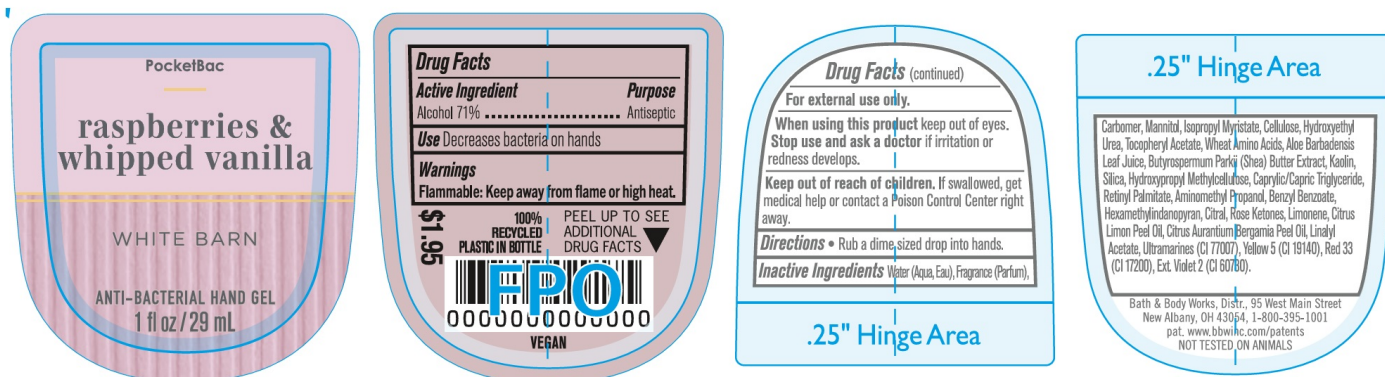 PocketBac
raspberries &
whipped vanilla
WHITE BARN
ANTI-BACTERIAL HAND GEL
1 fl oz / 29 mL
Drug Facts
Active Ingredient Purpose
Alcohol 71% ................................ Antiseptic
Use Decreases bacteria on hands
Warnings
Flammable: Keep away from flame or high heat.
$1.95
100%
RECYCLED
PLASTIC IN BOTTLE
PEEL UP TO SEE
ADDITIONAL
DRUG FACTS
FPO
00000000000000
VEGAN
Drug Facts (continued)
For external use only.
When using this product keep out of eyes.
Stop use and ask a doctor if irritation or
redness develops.
Keep out of reach of children. If swallowed, get
medical help or contact a Poison Control Center right
away.
Directions • Rub a dime sized drop into hands.
Inactive Ingredients Water (Aqua, Eau), Fragrance (Parfum),
.25" Hinge Area
.25" Hinge Area
Carbomer, Mannitol, Isopropyl Myristate, Cellulose, Hydroxyethyl
Urea, Tocopheryl Acetate, Wheat Amino Acids, Aloe Barbadensis
Leaf Juice, Butyrospermum Parkii (Shea) Butter Extract, Kaolin,
Silica, Hydroxypropyl Methylcellulose, Caprylic/Capric Triglyceride,
Retinyl Palmitate, Aminomethyl Propanol, Benzyl Benzoate,
Hexamethylindanopyran, Citral, Rose Ketones, Limonene, Citrus
Limon Peel Oil, Citrus Aurantium Bergamia Peel Oil, Linalyl
Acetate, Ultramarines (CI 77007), Yellow 5 (CI 19140), Red 33
(CI 17200), Ext. Violet 2 (CI 60730).
Bath & Body Works, Distr., 95 West Main Street
New Albany, OH 43054, 1-800-395-1001
pat. www.bbwinc.com/patents
NOT TESTED ON ANIMALS